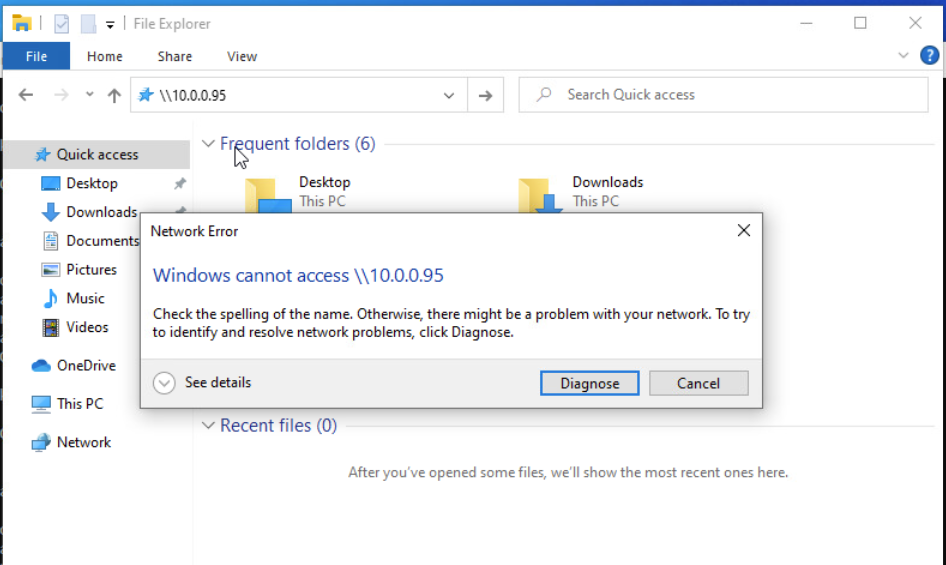 File Explorer
File Home Share View
\\10.0.0.95
Search Quick access
Quick access
Desktop
Downloads
Documents
Pictures
Music
Videos
OneDrive
This PC
Network
Frequent folders (6)
Desktop
This PC
Downloads
This PC
Network Error
Windows cannot access \\10.0.0.95
Check the spelling of the name. Otherwise, there might be a problem with your network. To try
to identify and resolve network problems, click Diagnose.
See details
Diagnose
Cancel
Recent files (0)
After you've opened some files, we'll show the most recent ones here.